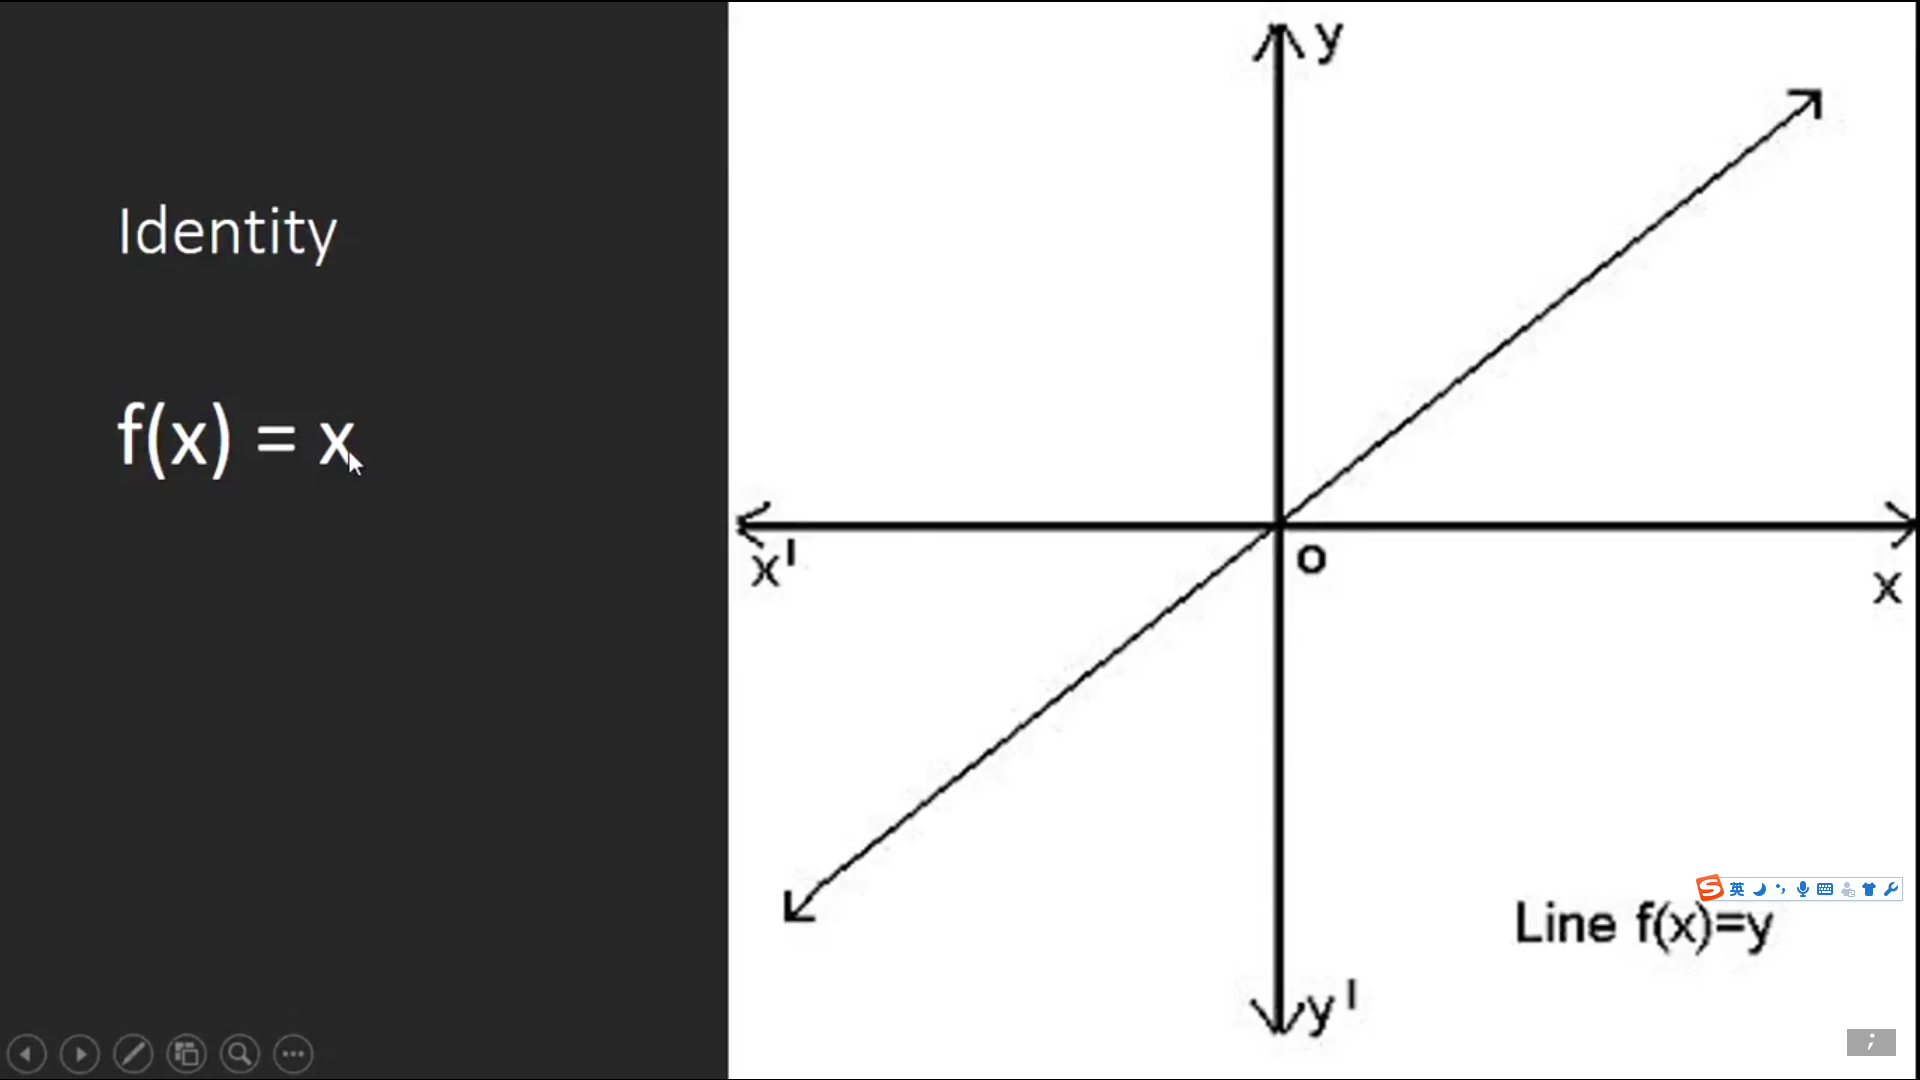 Identity
f(x) = x
y
x'
o
x
英
Line f(x)=y
y'
;